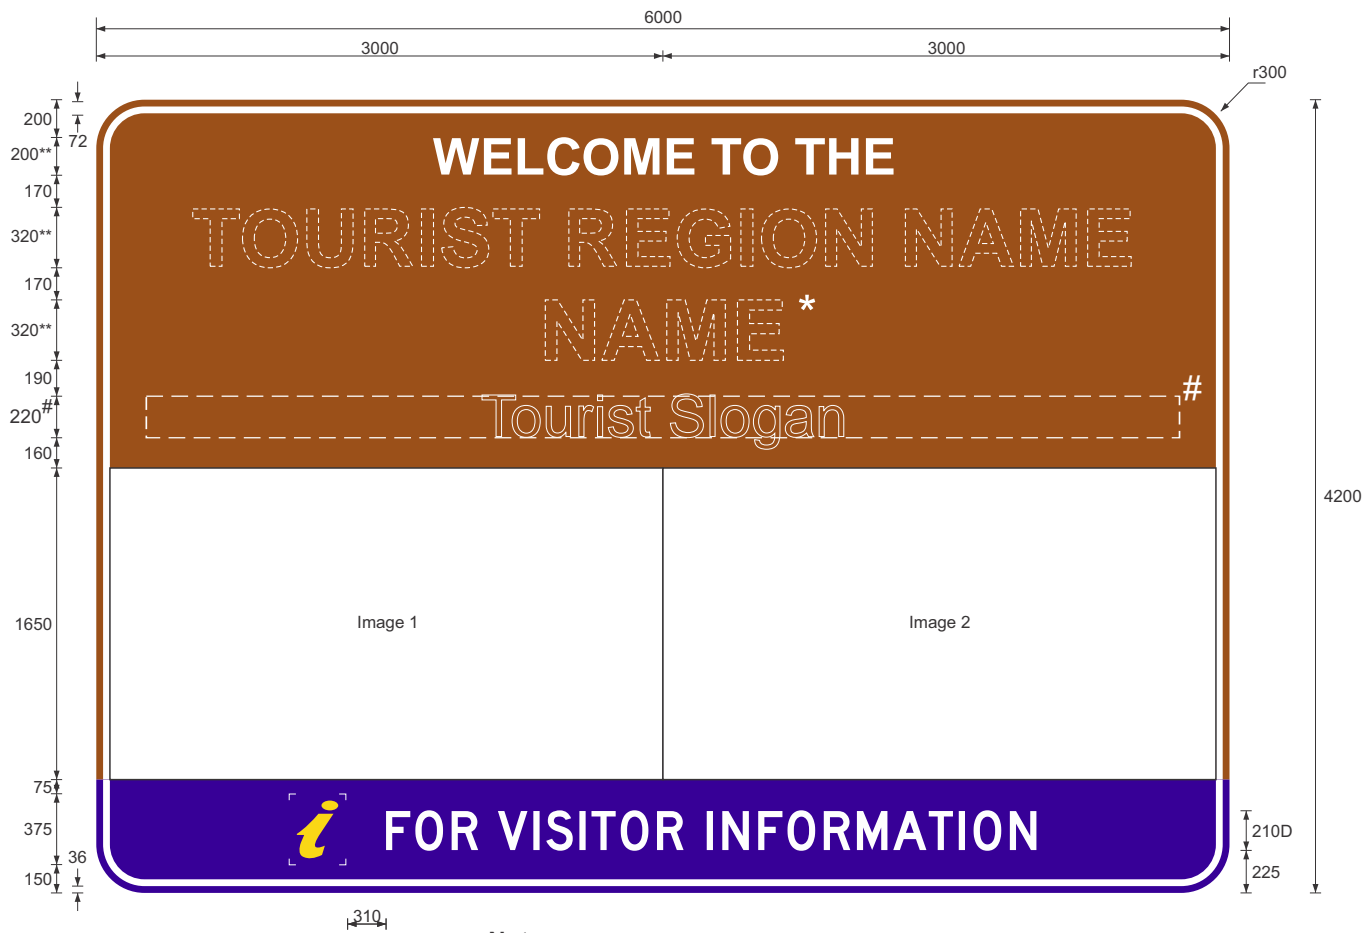 6000
3000 3000
r300
200
72
200**
WELCOME TO THE
170
320**
TOURIST REGION NAME
170
320**
NAME*
190
#
220#
Tourist Slogan
160
4200
1650
Image 1 Image 2
75
i FOR VISITOR INFORMATION
375
210D
36
150
225
310